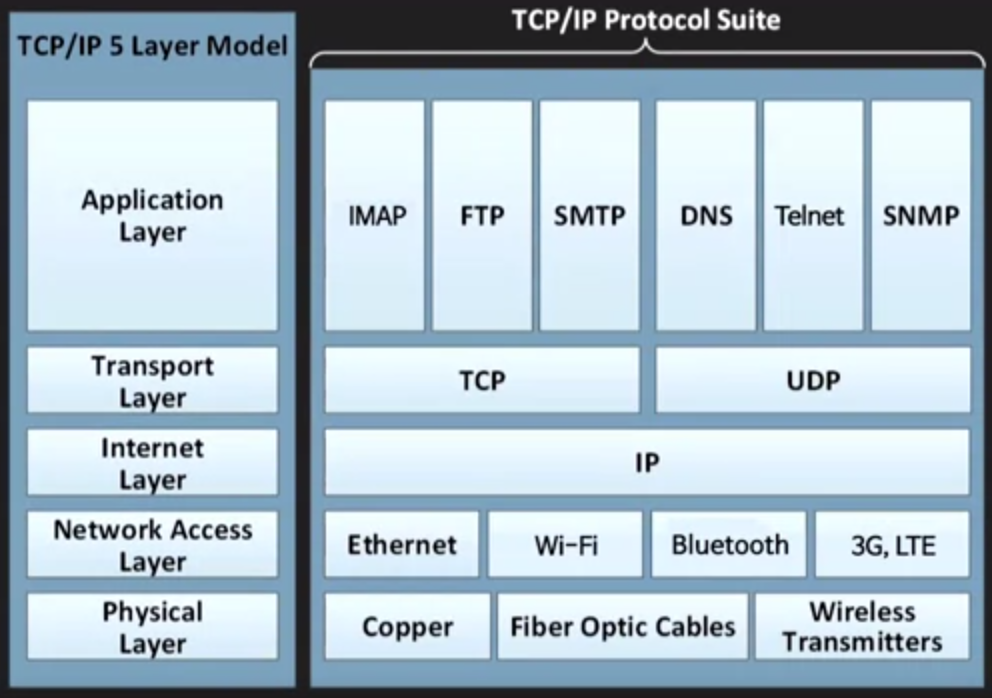 TCP/IP 5 Layer Model
TCP/IP Protocol Suite
Application
Layer
IMAP
FTP
SMTP
DNS
Telnet
SNMP
Transport
Layer
TCP
UDP
Internet
Layer
IP
Network Access
Layer
Ethernet
Wi-Fi
Bluetooth
3G, LTE
Physical
Layer
Copper
Fiber Optic Cables
Wireless
Transmitters